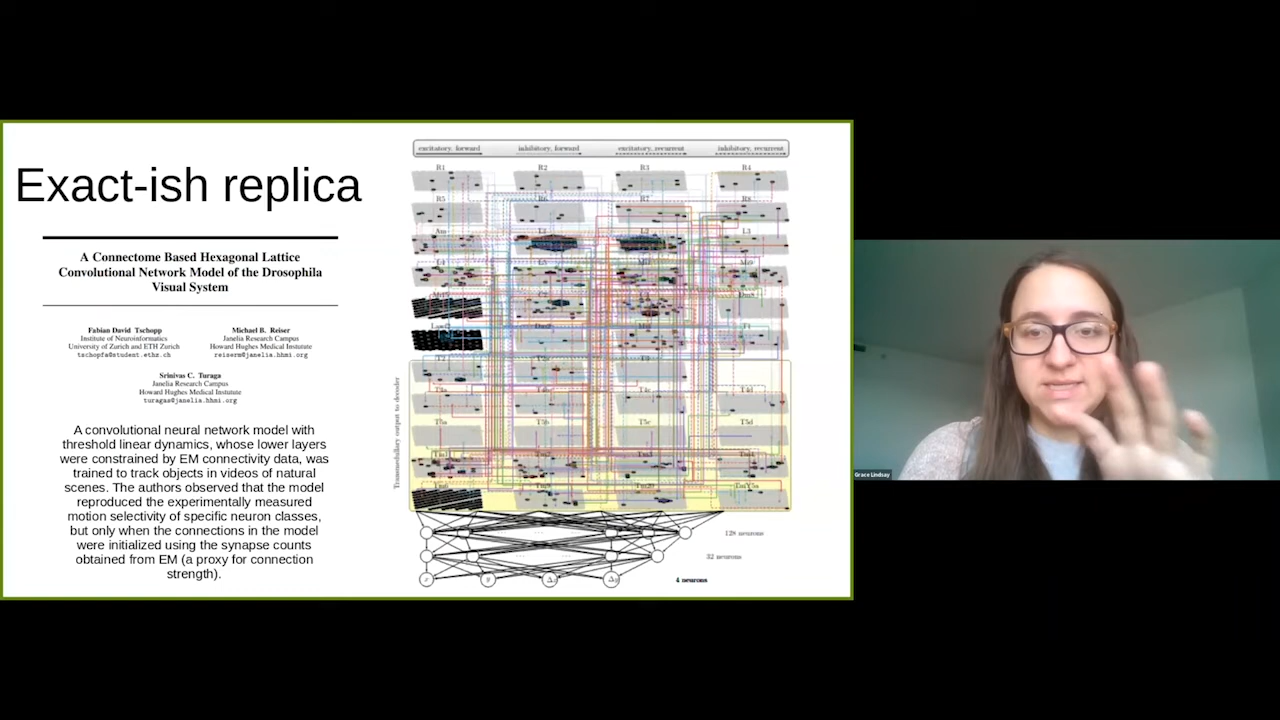 Exact-ish replica
A Connectome Based Hexagonal Lattice
Convolutional Network Model of the Drosophila
Visual System
Fabian David Tschopp
Institute of Neuroinformatics
University of Zurich and ETH Zurich
tschopfa@student.ethz.ch
Michael B. Reiser
Janelia Research Campus
Howard Hughes Medical Institute
reiserm@janelia.hhmi.org
Srinivas C. Turaga
Janelia Research Campus
Howard Hughes Medical Institute
turagas@janelia.hhmi.org
A convolutional neural network model with
threshold linear dynamics, whose lower layers
were constrained by EM connectivity data, was
trained to track objects in videos of natural
scenes. The authors observed that the model
reproduced the experimentally measured
motion selectivity of specific neuron classes,
but only when the connections in the model
were initialized using the synapse counts
obtained from EM (a proxy for connection
strength).
excitatory, forward
inhibitory, forward
excitatory, recurrent
inhibitory, recurrent
R1
R2
R3
R4
R5
R6
R7
R8
Am
L1
L2
L3
T4c
T4d
T5a
T5b
T5c
T5d
Transmedullary output to decoder
128 neurons
32 neurons
x
y
Δx
Δy
4 neurons
Grace Lindsay